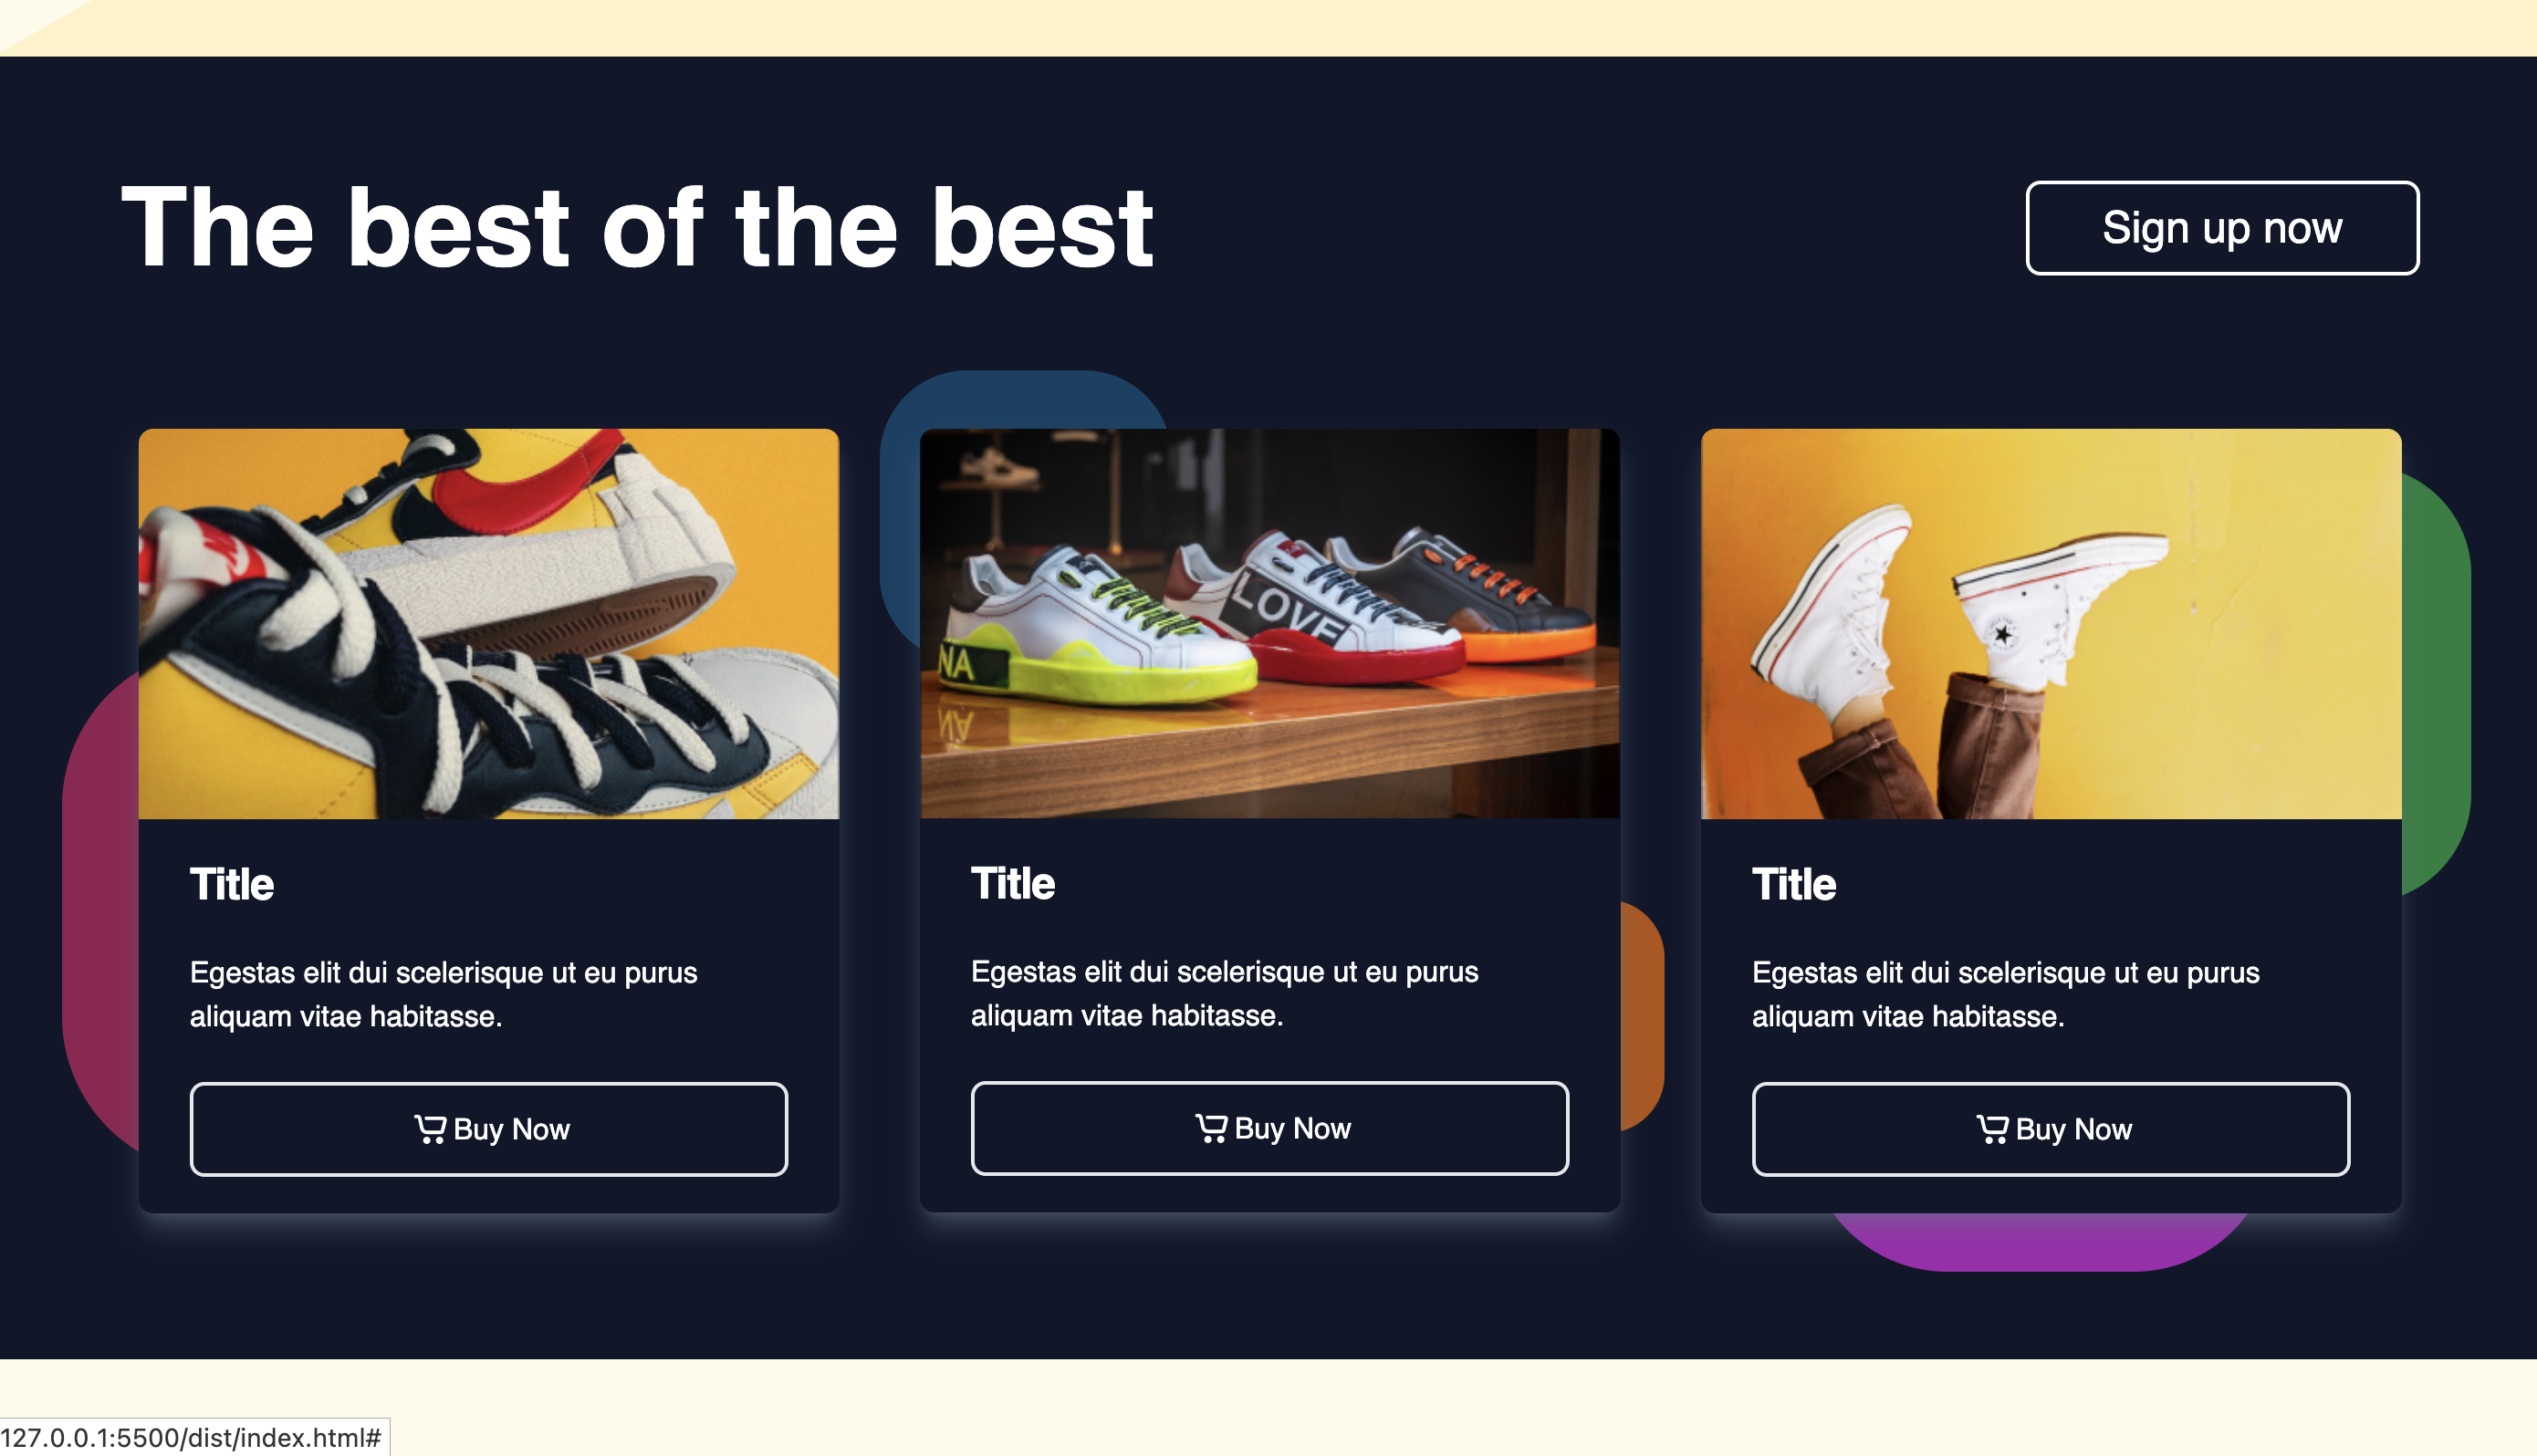 The best of the best
Sign up now
LOVE
NA
Title
Title
Title
Egestas elit dui scelerisque ut eu purus
aliquam vitae habitasse.
Egestas elit dui scelerisque ut eu purus
aliquam vitae habitasse.
Egestas elit dui scelerisque ut eu purus
aliquam vitae habitasse.
Buy Now
Buy Now
Buy Now
127.0.0.1:5500/dist/index.html#